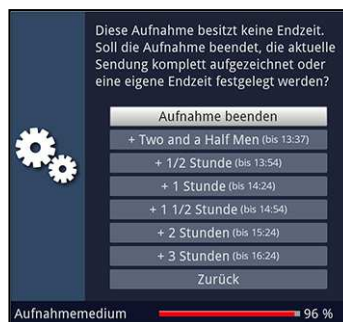 Diese Aufnahme besitzt keine Endzeit.
Soll die Aufnahme beendet, die aktuelle
Sendung komplett aufgezeichnet oder
eine eigene Endzeit festgelegt werden?
Aufnahme beenden
+ Two and a Half Men (bis 13:37)
+ 1/2 Stunde (bis 13:54)
+ 1 Stunde (bis 14:24)
+ 1 1/2 Stunde (bis 14:54)
+ 2 Stunden (bis 15:24)
+ 3 Stunden (bis 16:24)
Zurück
Aufnahmemedium 96 %